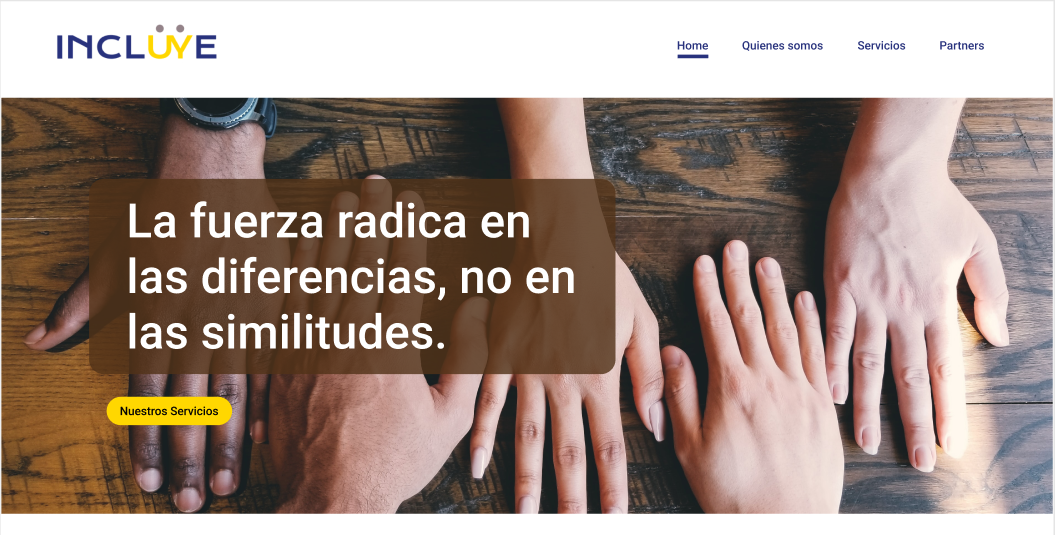 INCLUYE
Home Quienes somos Servicios Partners
La fuerza radica en
las diferencias, no en
las similitudes.
Nuestros Servicios